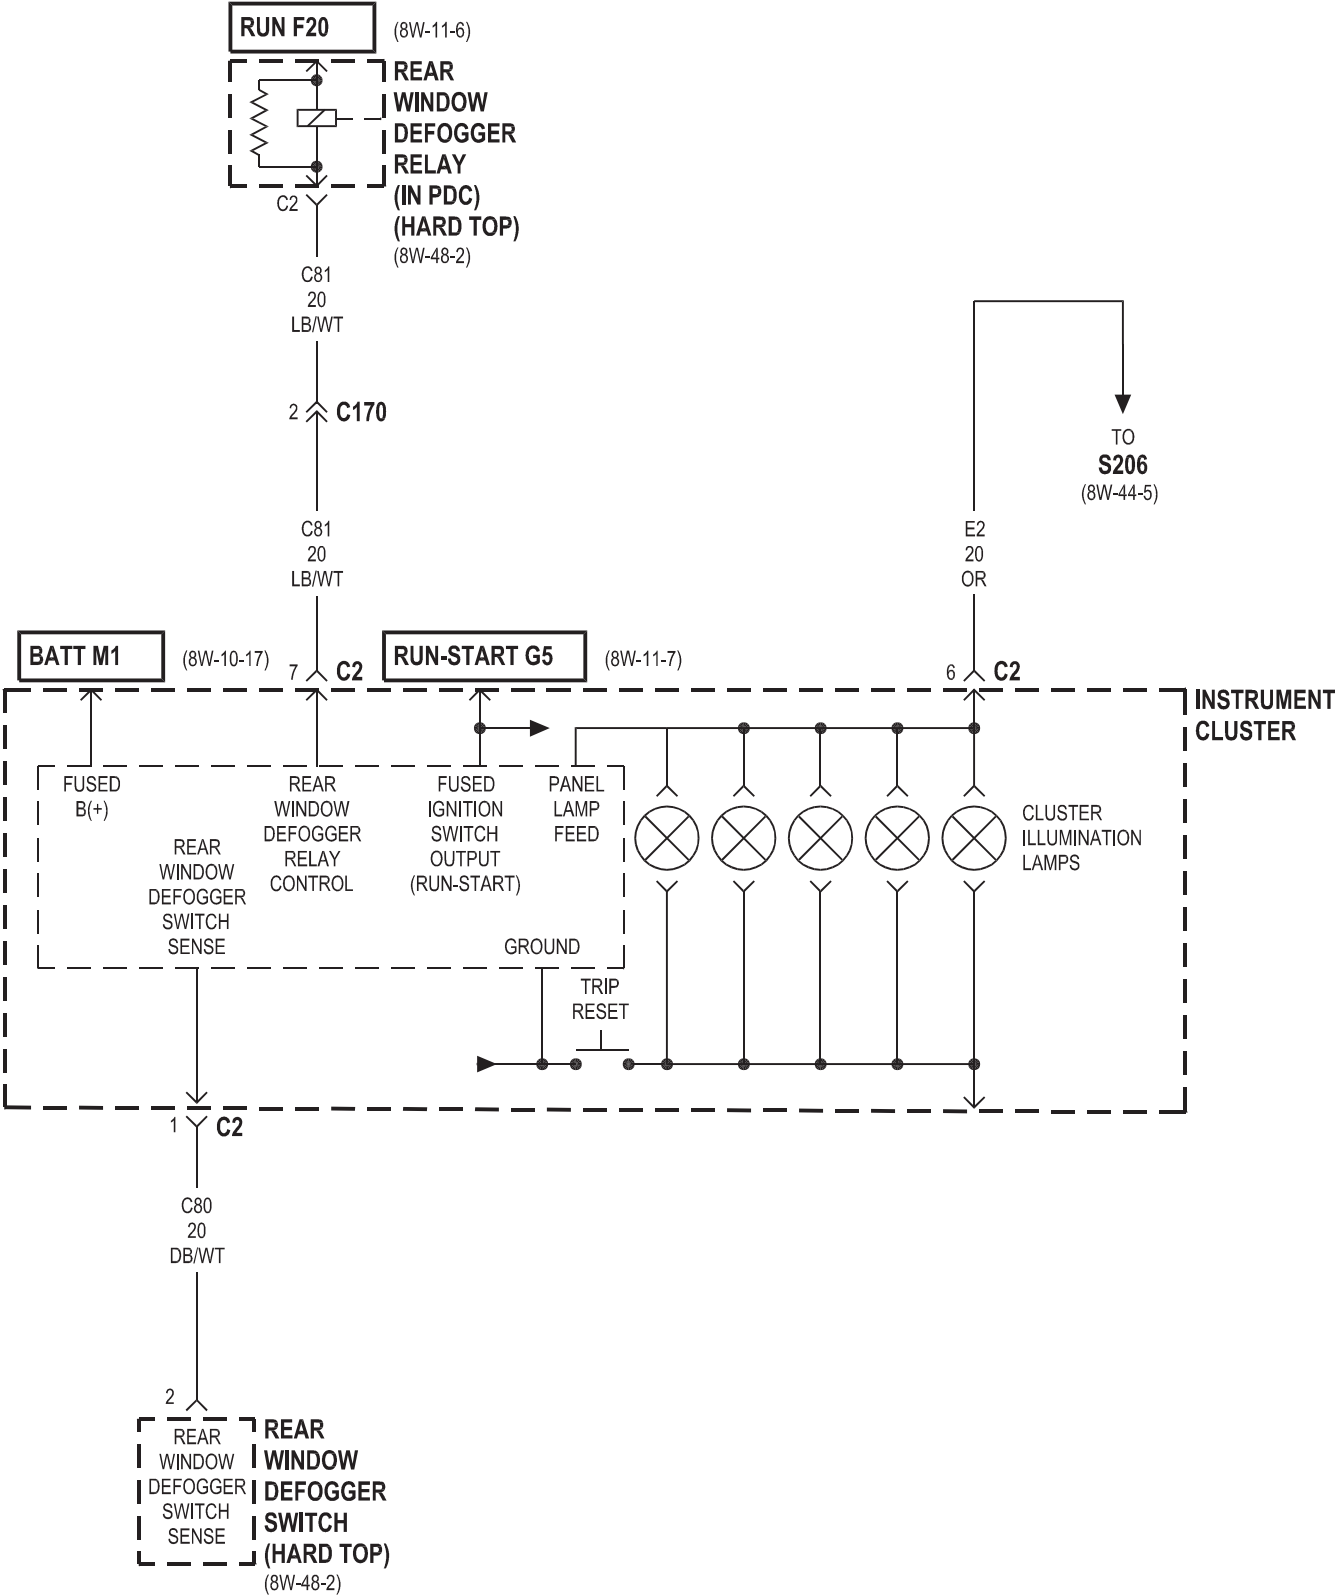 RUN F20
(8W-11-6)
REAR
WINDOW
DEFOGGER
RELAY
(IN PDC)
(HARD TOP)
(8W-48-2)
C2
C81
20
LB/WT
2
C170
C81
20
LB/WT
TO
S206
(8W-44-5)
E2
20
OR
BATT M1
(8W-10-17)
7
C2
RUN-START G5
(8W-11-7)
6
C2
INSTRUMENT
CLUSTER
FUSED
B(+)
REAR
WINDOW
DEFOGGER
SWITCH
SENSE
REAR
WINDOW
DEFOGGER
RELAY
CONTROL
FUSED
IGNITION
SWITCH
OUTPUT
(RUN-START)
PANEL
LAMP
FEED
CLUSTER
ILLUMINATION
LAMPS
GROUND
TRIP
RESET
1
C2
C80
20
DB/WT
2
REAR
WINDOW
DEFOGGER
SWITCH
SENSE
REAR
WINDOW
DEFOGGER
SWITCH
(HARD TOP)
(8W-48-2)